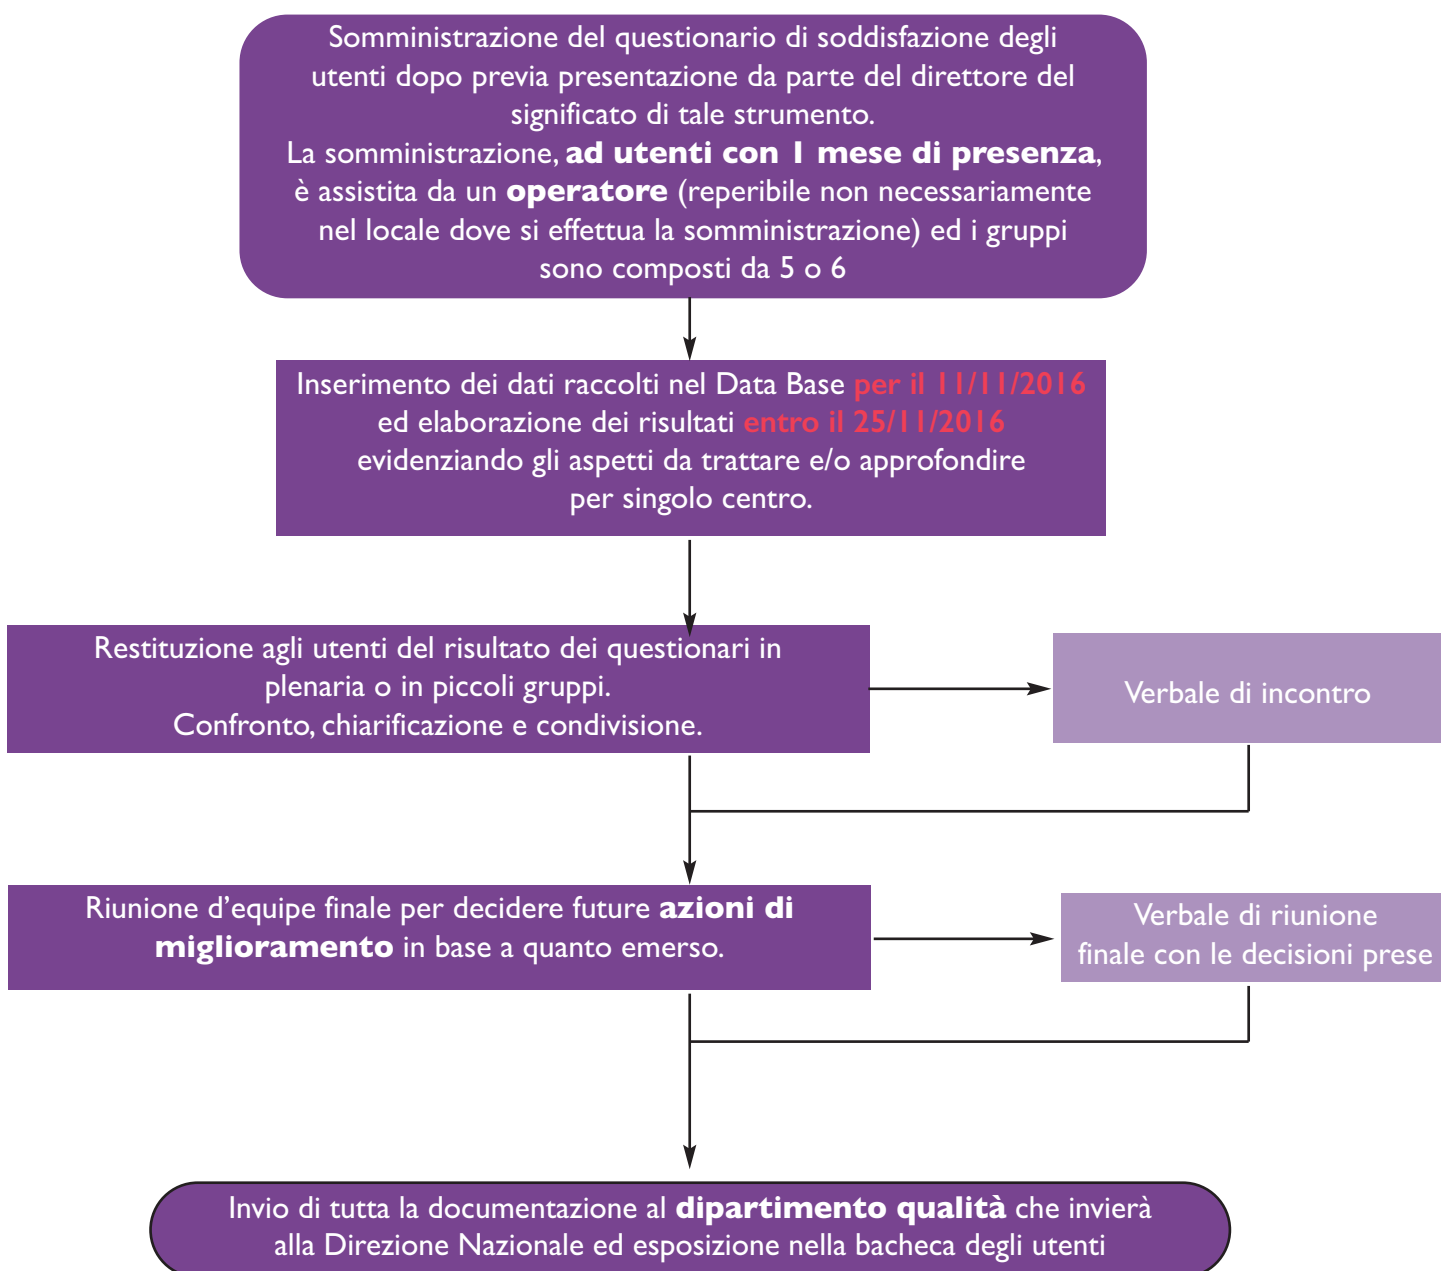 Somministrazione del questionario di soddisfazione degli
utenti dopo previa presentazione da parte del direttore del
significato di tale strumento.
La somministrazione, ad utenti con 1 mese di presenza,
è assistita da un operatore (reperibile non necessariamente
nel locale dove si effettua la somministrazione) ed i gruppi
sono composti da 5 o 6
Inserimento dei dati raccolti nel Data Base per il 11/11/2016
ed elaborazione dei risultati entro il 25/11/2016
evidenziando gli aspetti da trattare e/o approfondire
per singolo centro.
Restituzione agli utenti del risultato dei questionari in
plenaria o in piccoli gruppi.
Confronto, chiarificazione e condivisione.
Verbale di incontro
Riunione d'equipe finale per decidere future azioni di
miglioramento in base a quanto emerso.
Verbale di riunione
finale con le decisioni prese
Invio di tutta la documentazione al dipartimento qualità che invierà
alla Direzione Nazionale ed esposizione nella bacheca degli utenti